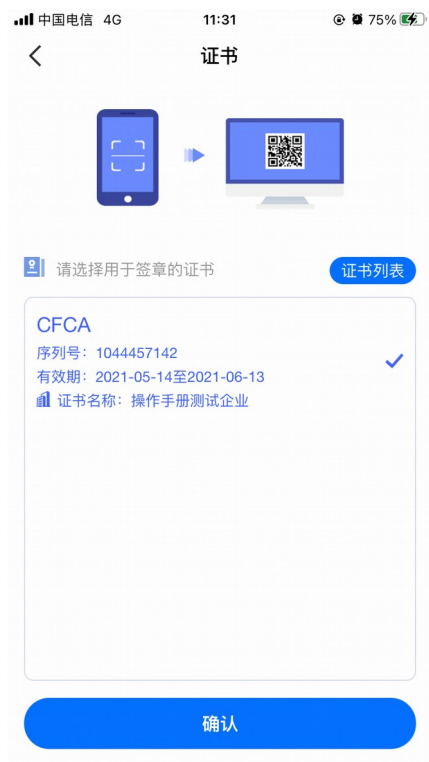 中国电信 4G 11:31 75%
证书
请选择用于签章的证书 证书列表
CFCA
序列号：1044457142
有效期：2021-05-14至2021-06-13
证书名称：操作手册测试企业
确认